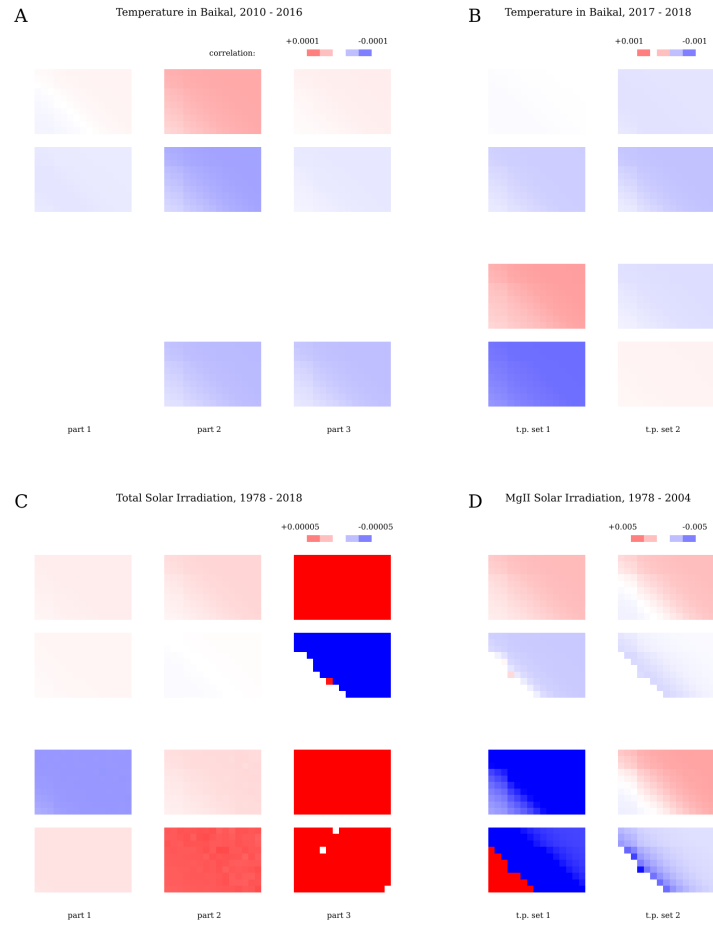 A
Temperature in Baikal, 2010 - 2016
correlation:
+0.0001
-0.0001
part 1
part 2
part 3
B
Temperature in Baikal, 2017 - 2018
+0.001
-0.001
t.p. set 1
t.p. set 2
C
Total Solar Irradiation, 1978 - 2018
+0.00005
-0.00005
part 1
part 2
part 3
D
MgII Solar Irradiation, 1978 - 2004
+0.005
-0.005
t.p. set 1
t.p. set 2